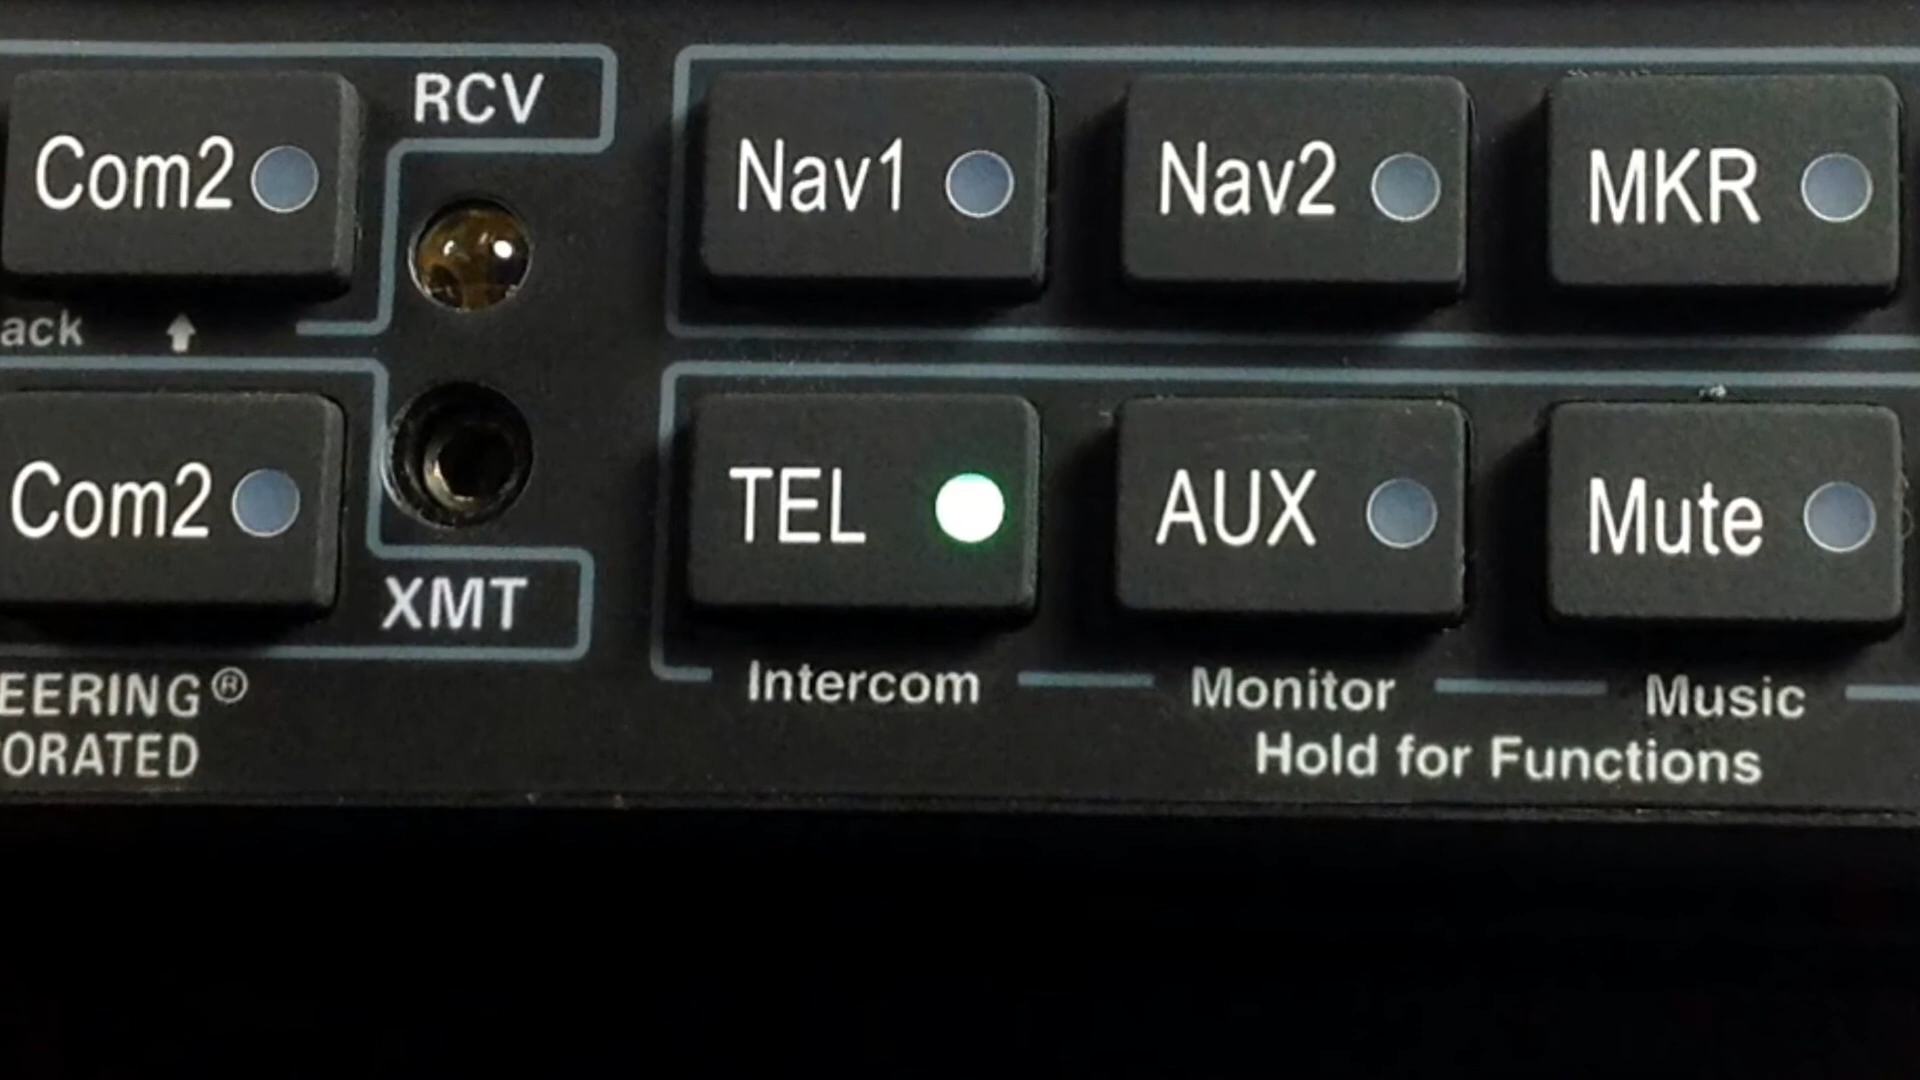 RCV
Com2 Nav1 Nav2 MKR
ack
Com2 TEL AUX Mute
XMT
EERING® Intercom Monitor Music
ORATED Hold for Functions